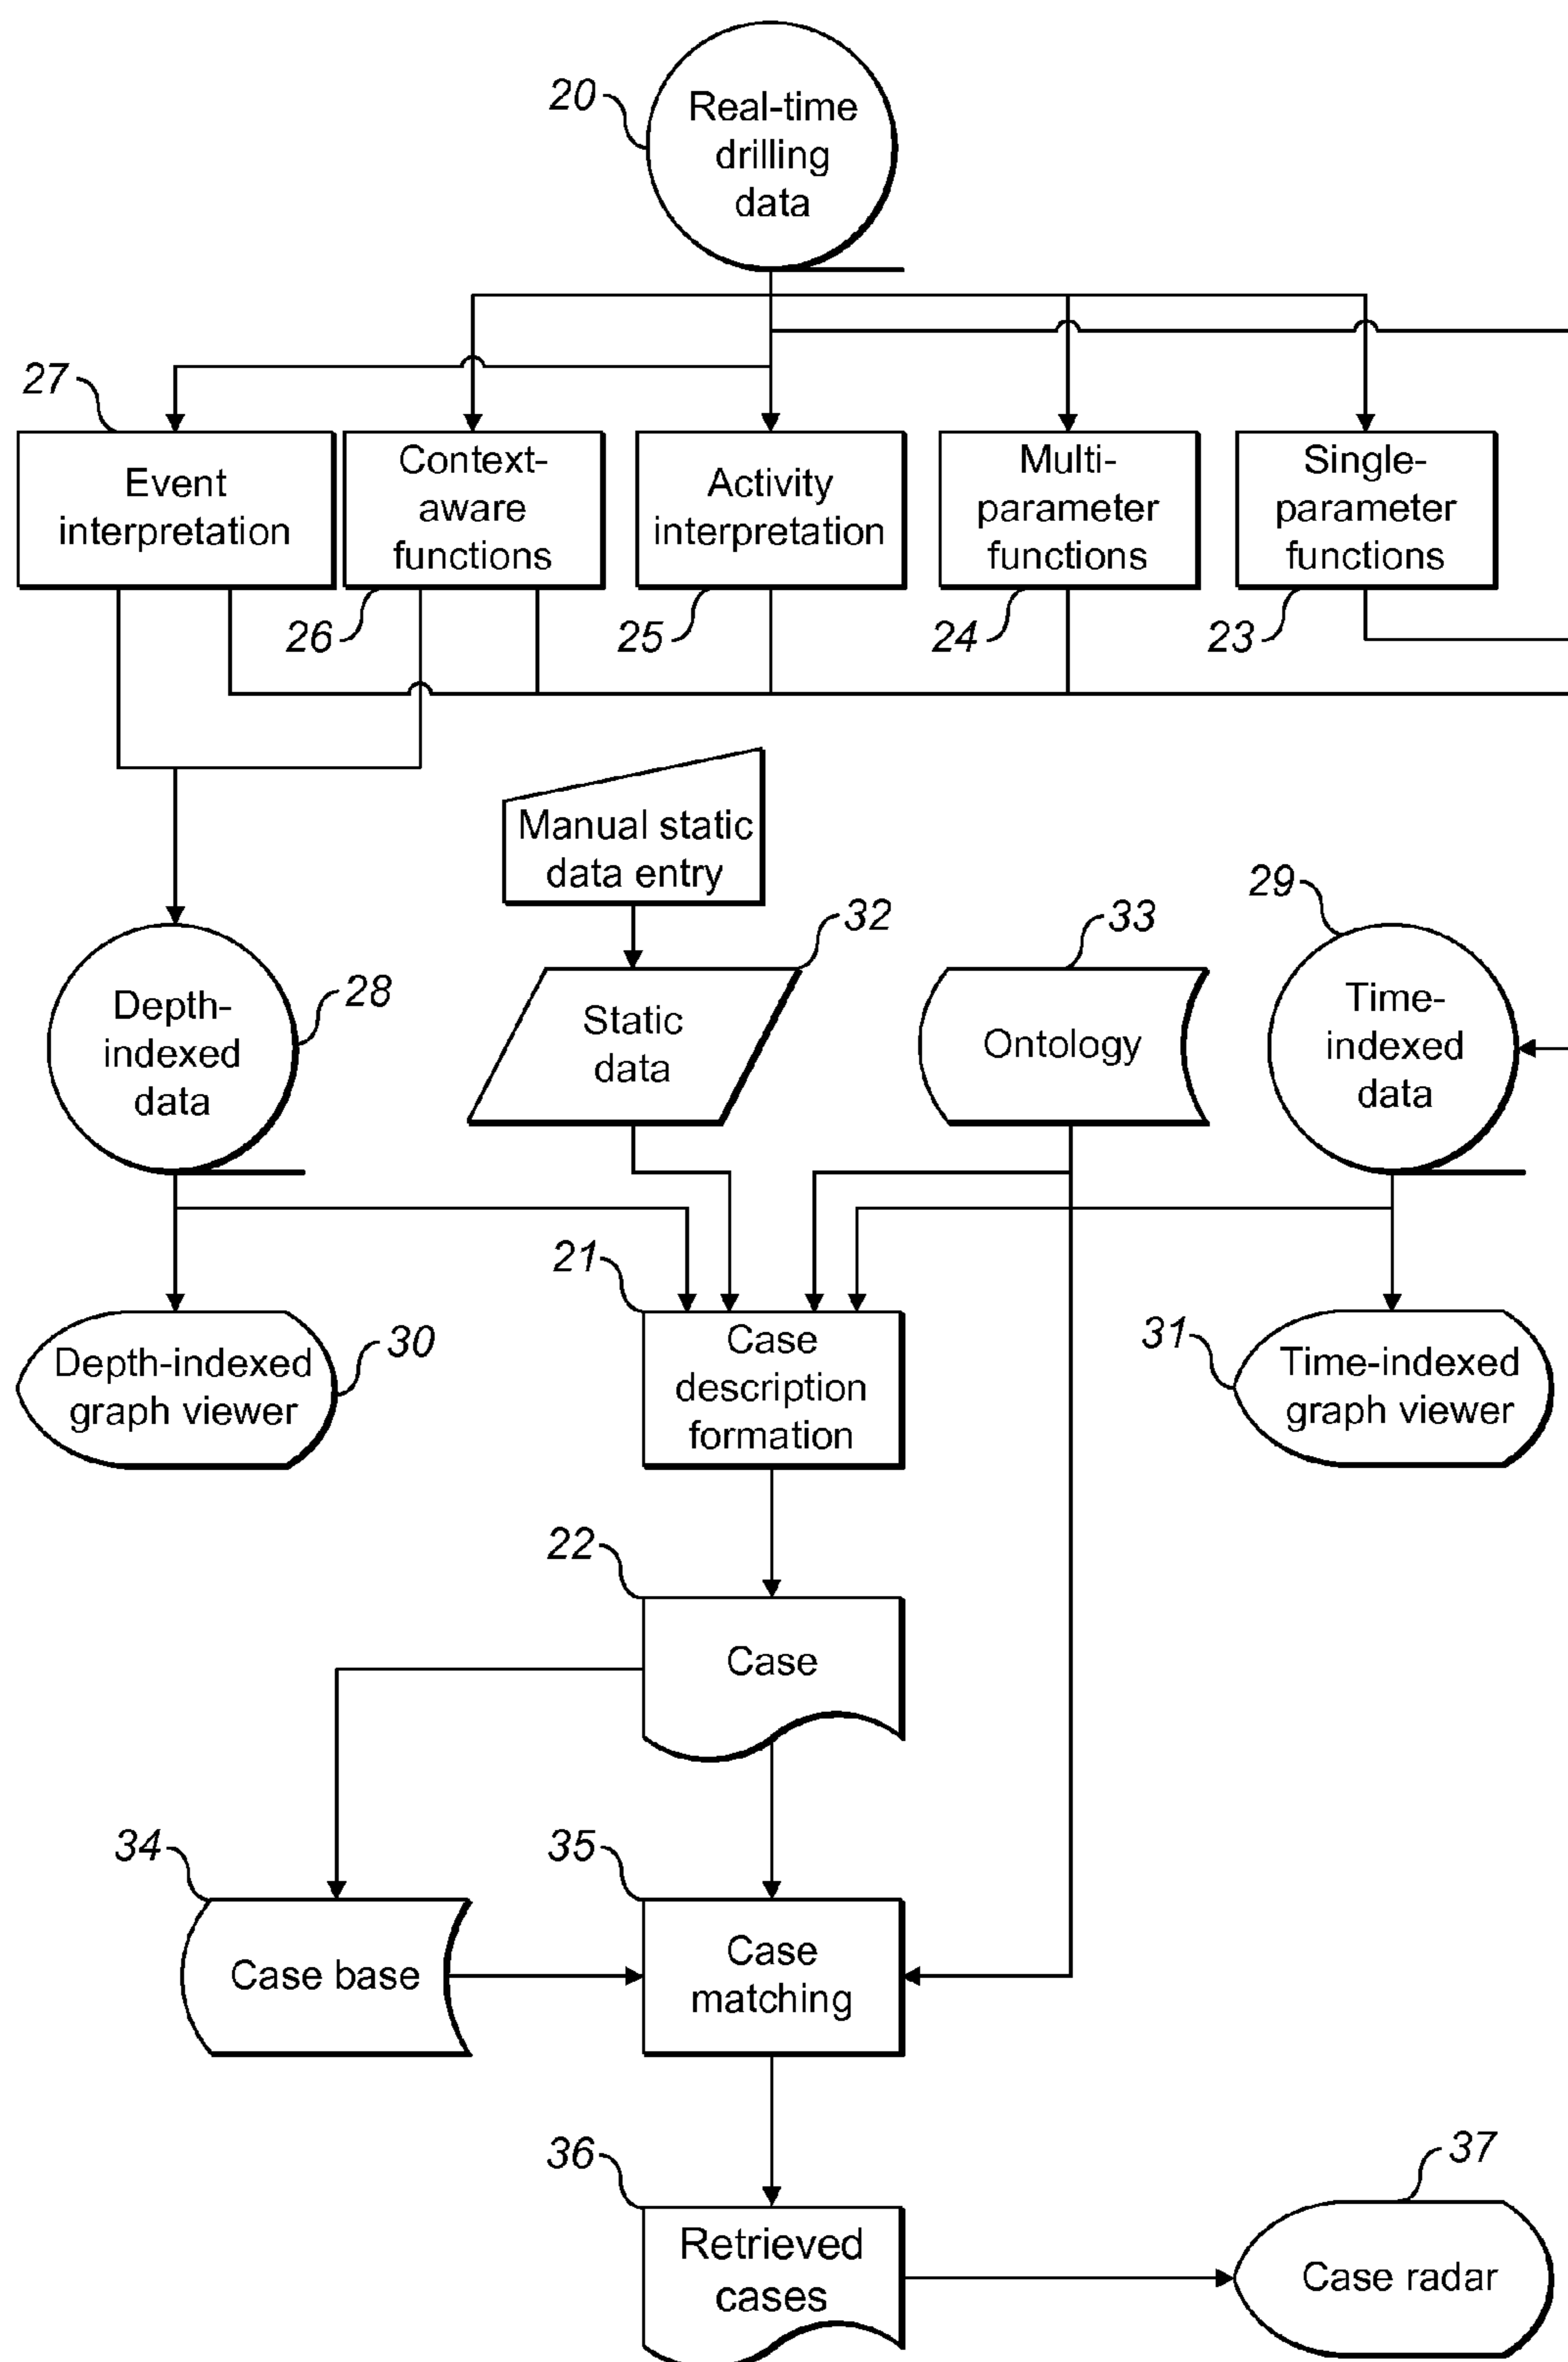 20
Real-time
drilling
data
27
Event
interpretation
Context-
aware
functions
Activity
interpretation
Multi-
parameter
functions
Single-
parameter
functions
26
25
24
23
Manual static
data entry
32
33
29
Depth-
indexed
data
28
Static
data
Ontology
Time-
indexed
data
21
Depth-indexed
graph viewer
30
Case
description
formation
31
Time-indexed
graph viewer
22
Case
34
35
Case base
Case
matching
36
37
Retrieved
cases
Case radar